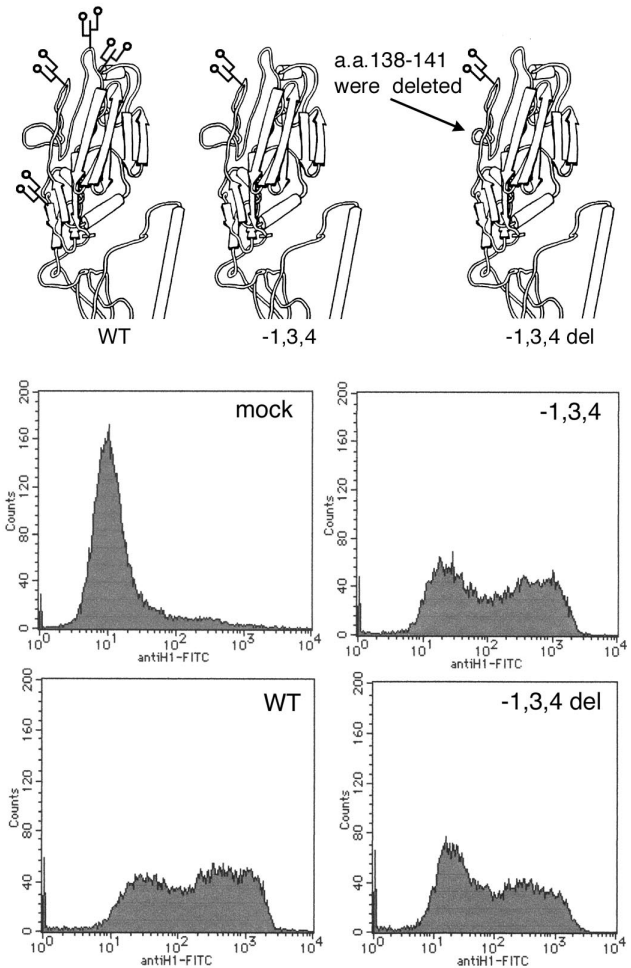 a.a.138-141
were deleted
WT
-1,3,4
-1,3,4 del
mock
Counts
0 40 80 120 160 200
10^0 10^1 10^2 10^3 10^4
antiH1-FITC
-1,3,4
Counts
0 40 80 120 160 200
10^0 10^1 10^2 10^3 10^4
antiH1-FITC
WT
Counts
0 40 80 120 160 200
10^0 10^1 10^2 10^3 10^4
antiH1-FITC
-1,3,4 del
Counts
0 40 80 120 160 200
10^0 10^1 10^2 10^3 10^4
antiH1-FITC